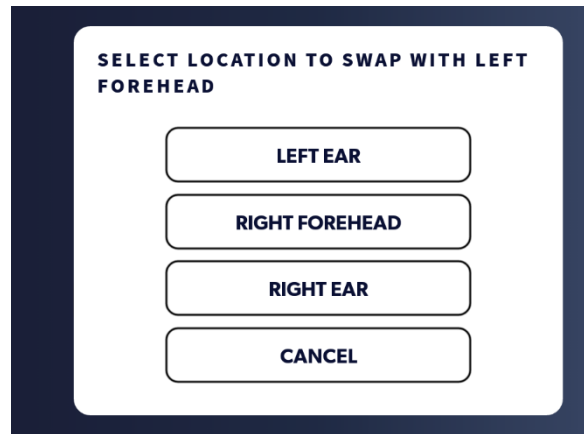 SELECT LOCATION TO SWAP WITH LEFT
FOREHEAD
LEFT EAR
RIGHT FOREHEAD
RIGHT EAR
CANCEL